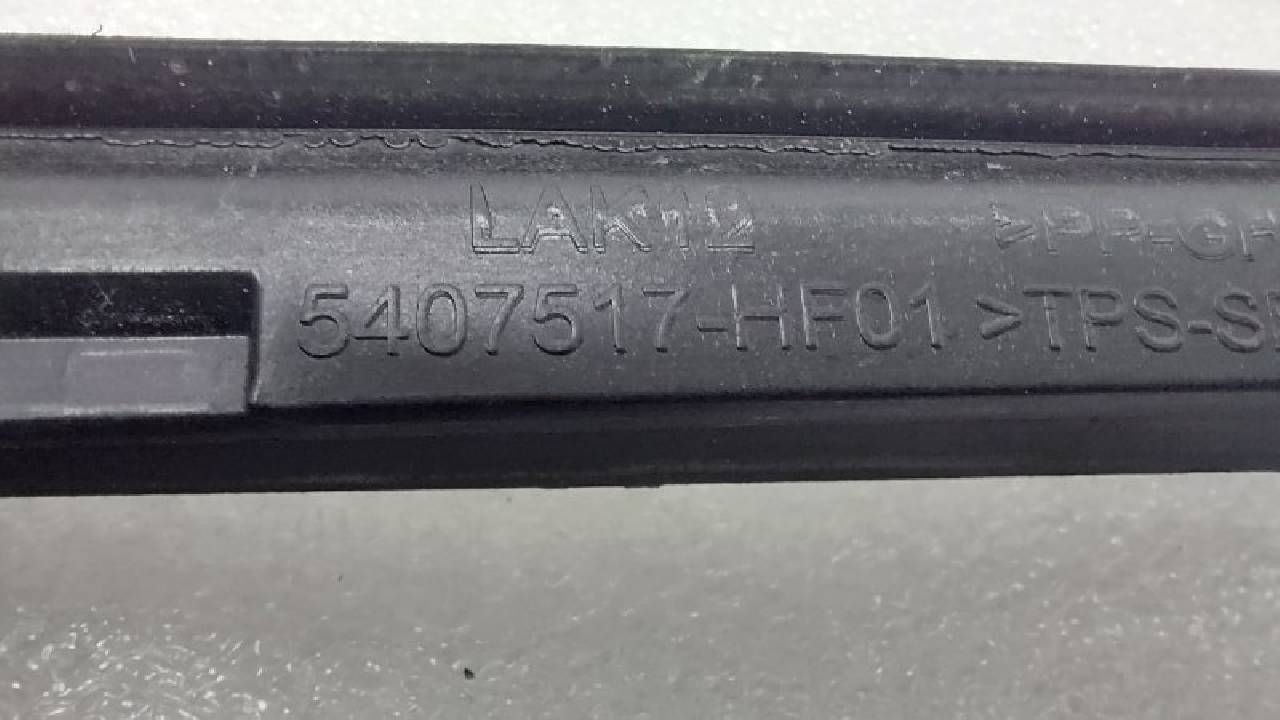 LAK12 >PP-GF
5407517-HF01 >TPS-S